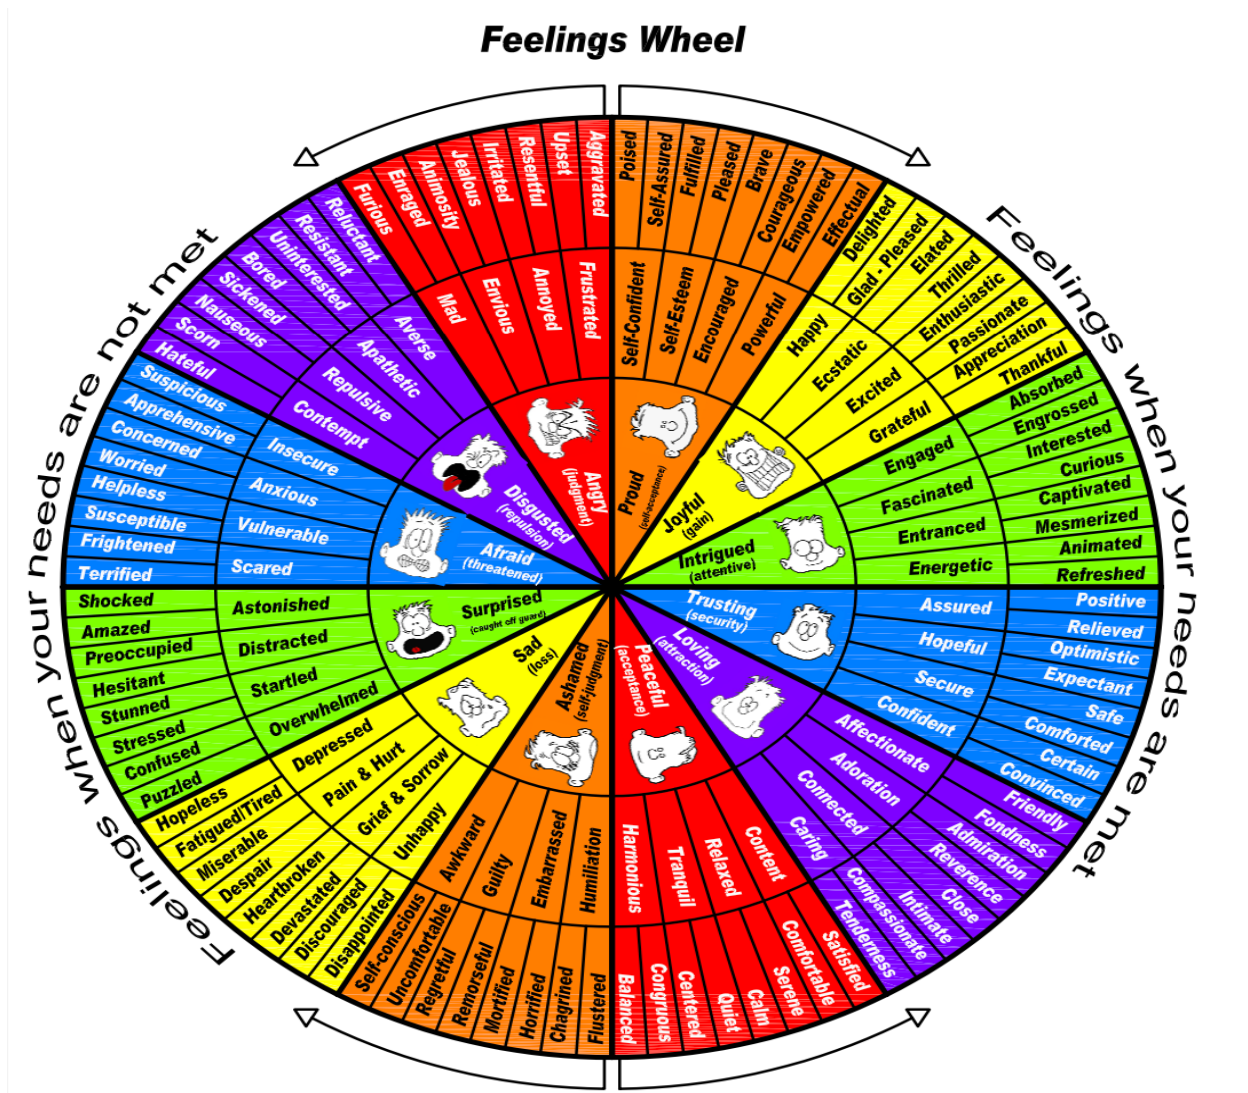 Feelings Wheel
Feelings when your needs are met
Feelings when your needs are not met
Proud
(self-acceptance)
Self-Confident
Self-Esteem
Encouraged
Powerful
Poised
Self-Assured
Fulfilled
Pleased
Brave
Courageous
Empowered
Effectual
Joyful
(gain)
Happy
Ecstatic
Excited
Grateful
Delighted
Glad - Pleased
Elated
Thrilled
Enthusiastic
Passionate
Appreciation
Thankful
Intrigued
(attentive)
Engaged
Fascinated
Entranced
Energetic
Absorbed
Engrossed
Interested
Curious
Captivated
Mesmerized
Animated
Refreshed
Trusting
(security)
Assured
Hopeful
Secure
Confident
Positive
Relieved
Optimistic
Expectant
Safe
Comforted
Certain
Convinced
Loving
(attraction)
Affectionate
Adoration
Connected
Caring
Friendly
Fondness
Admiration
Reverence
Close
Intimate
Compassionate
Tenderness
Peaceful
(acceptance)
Content
Relaxed
Tranquil
Harmonious
Satisfied
Comfortable
Serene
Calm
Quiet
Centered
Congruous
Balanced
Ashamed
(self-judgment)
Humiliation
Embarrassed
Guilty
Awkward
Flustered
Chagrined
Horrified
Mortified
Remorseful
Regretful
Uncomfortable
Self-conscious
Sad
(loss)
Unhappy
Grief & Sorrow
Pain & Hurt
Depressed
Disappointed
Discouraged
Devastated
Heartbroken
Despair
Miserable
Fatigued/Tired
Hopeless
Surprised
(caught off guard)
Overwhelmed
Startled
Distracted
Astonished
Puzzled
Confused
Stressed
Stunned
Hesitant
Preoccupied
Amazed
Shocked
Afraid
(threatened)
Scared
Vulnerable
Anxious
Insecure
Terrified
Frightened
Susceptible
Helpless
Worried
Concerned
Apprehensive
Suspicious
Disgusted
(repulsion)
Contempt
Repulsive
Apathetic
Averse
Hateful
Scorn
Nauseous
Sickened
Bored
Uninterested
Resistant
Reluctant
Angry
(judgment)
Mad
Envious
Annoyed
Frustrated
Furious
Enraged
Animosity
Jealous
Irritated
Resentful
Upset
Aggravated